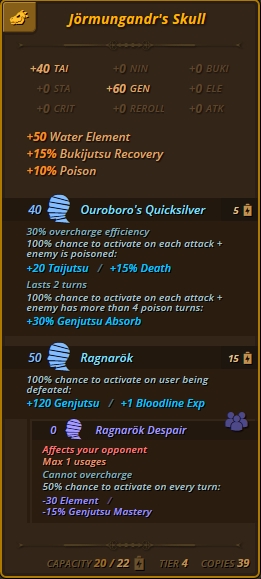 Jörmungandr's Skull
+40 TAI +0 NIN +0 BUKI
+0 STA +60 GEN +0 ELE
+0 CRIT +0 REROLL +0 ATK
+50 Water Element
+15% Bukijutsu Recovery
+10% Poison
40 Ouroboro's Quicksilver 5
30% overcharge efficiency
100% chance to activate on each attack +
enemy is poisoned:
+20 Taijutsu / +15% Death
Lasts 2 turns
100% chance to activate on each attack +
enemy has more than 4 poison turns:
+30% Genjutsu Absorb
50 Ragnarök 15
100% chance to activate on user being
defeated:
+120 Genjutsu / +1 Bloodline Exp
0 Ragnarök Despair
Affects your opponent
Max 1 usages
Cannot overcharge
50% chance to activate on every turn:
-30 Element /
-15% Genjutsu Mastery
CAPACITY 20 / 22 TIER 4 COPIES 39